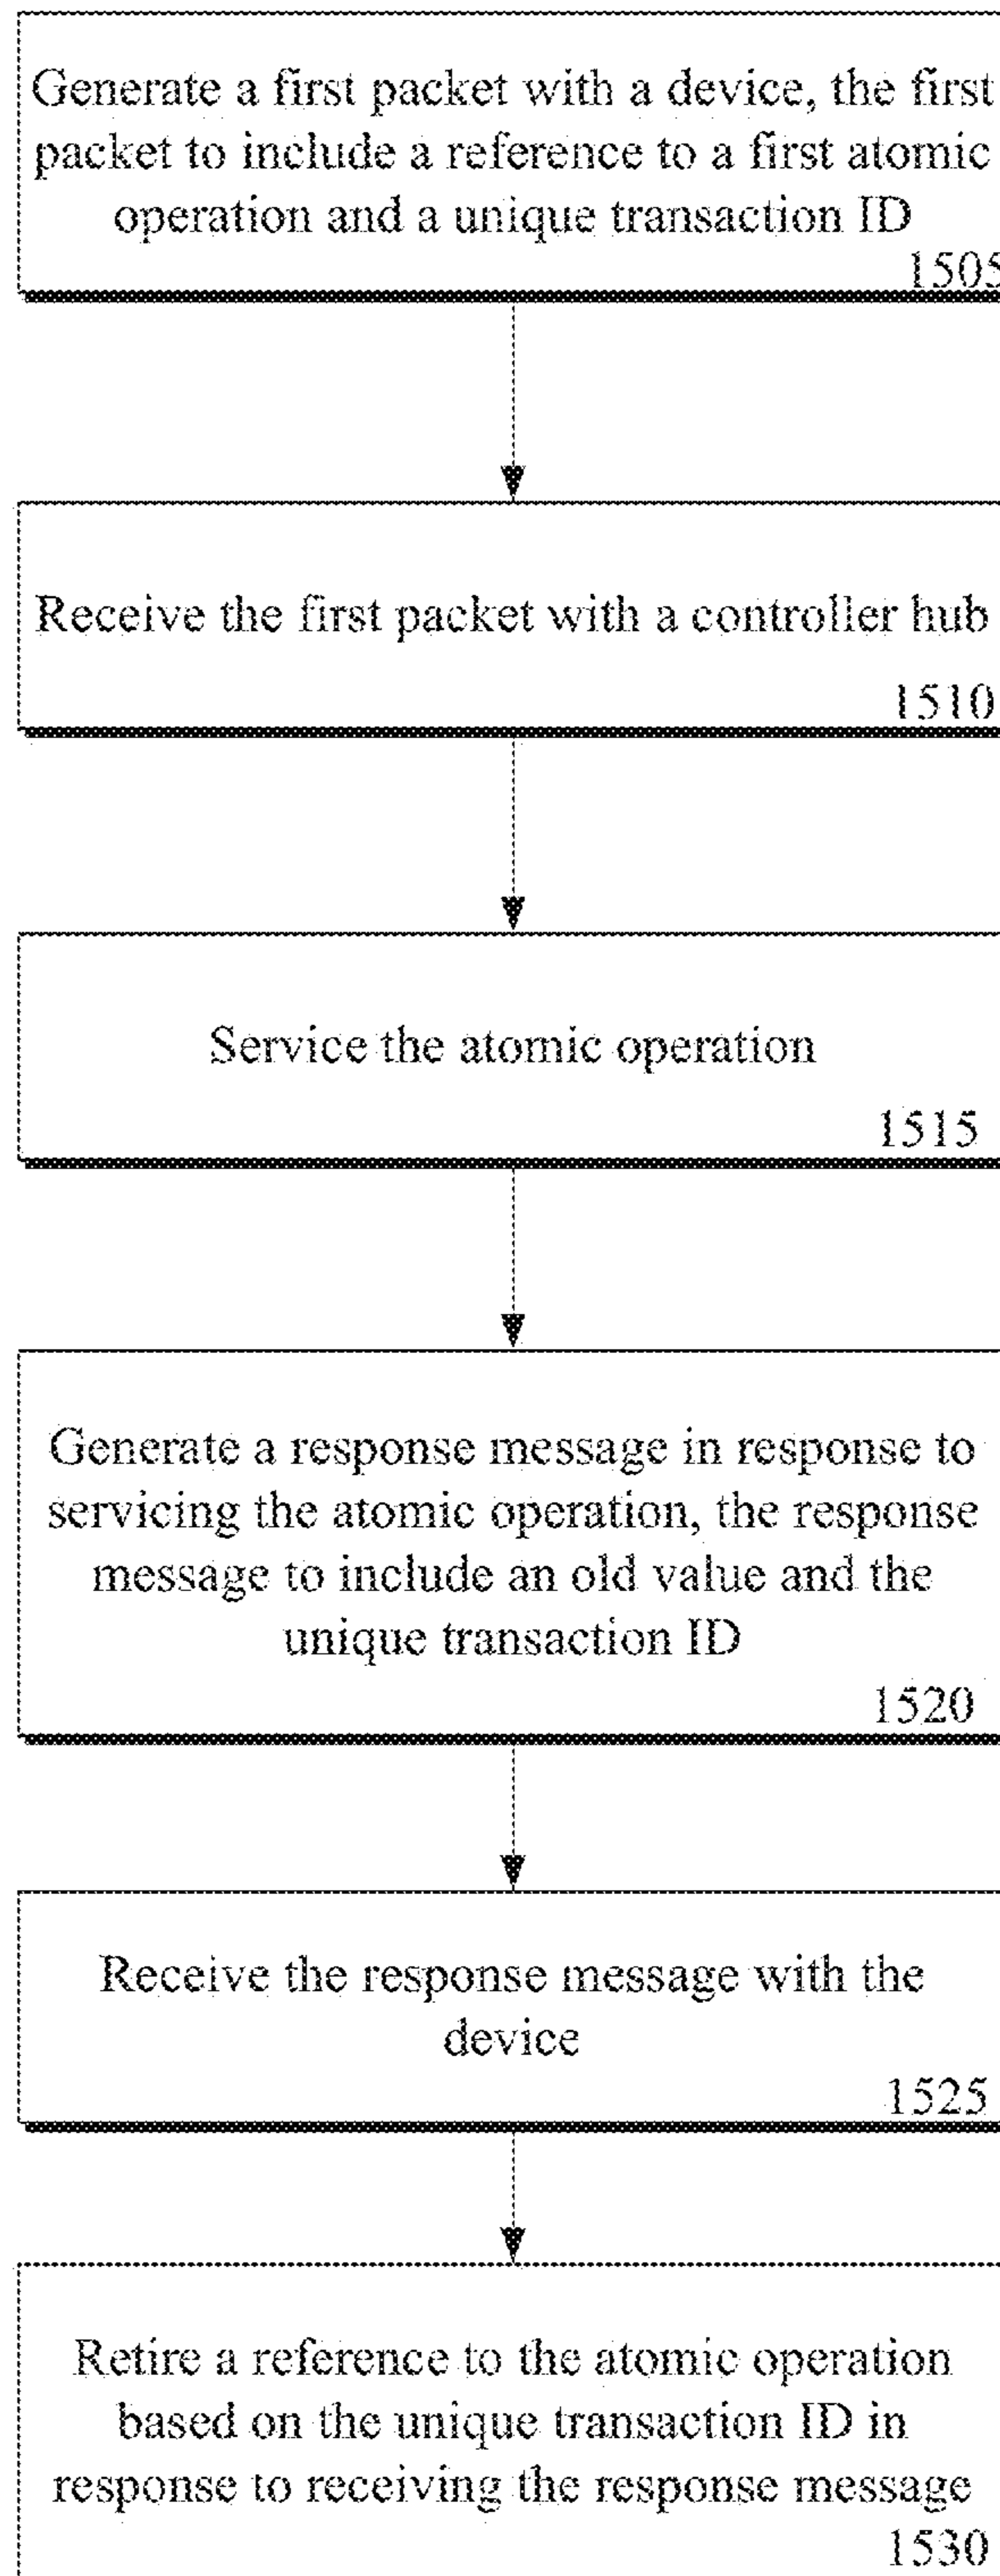 Generate a first packet with a device, the first
packet to include a reference to a first atomic
operation and a unique transaction ID
1505
Receive the first packet with a controller hub
1510
Service the atomic operation
1515
Generate a response message in response to
servicing the atomic operation, the response
message to include an old value and the
unique transaction ID
1520
Receive the response message with the
device
1525
Retire a reference to the atomic operation
based on the unique transaction ID in
response to receiving the response message
1530